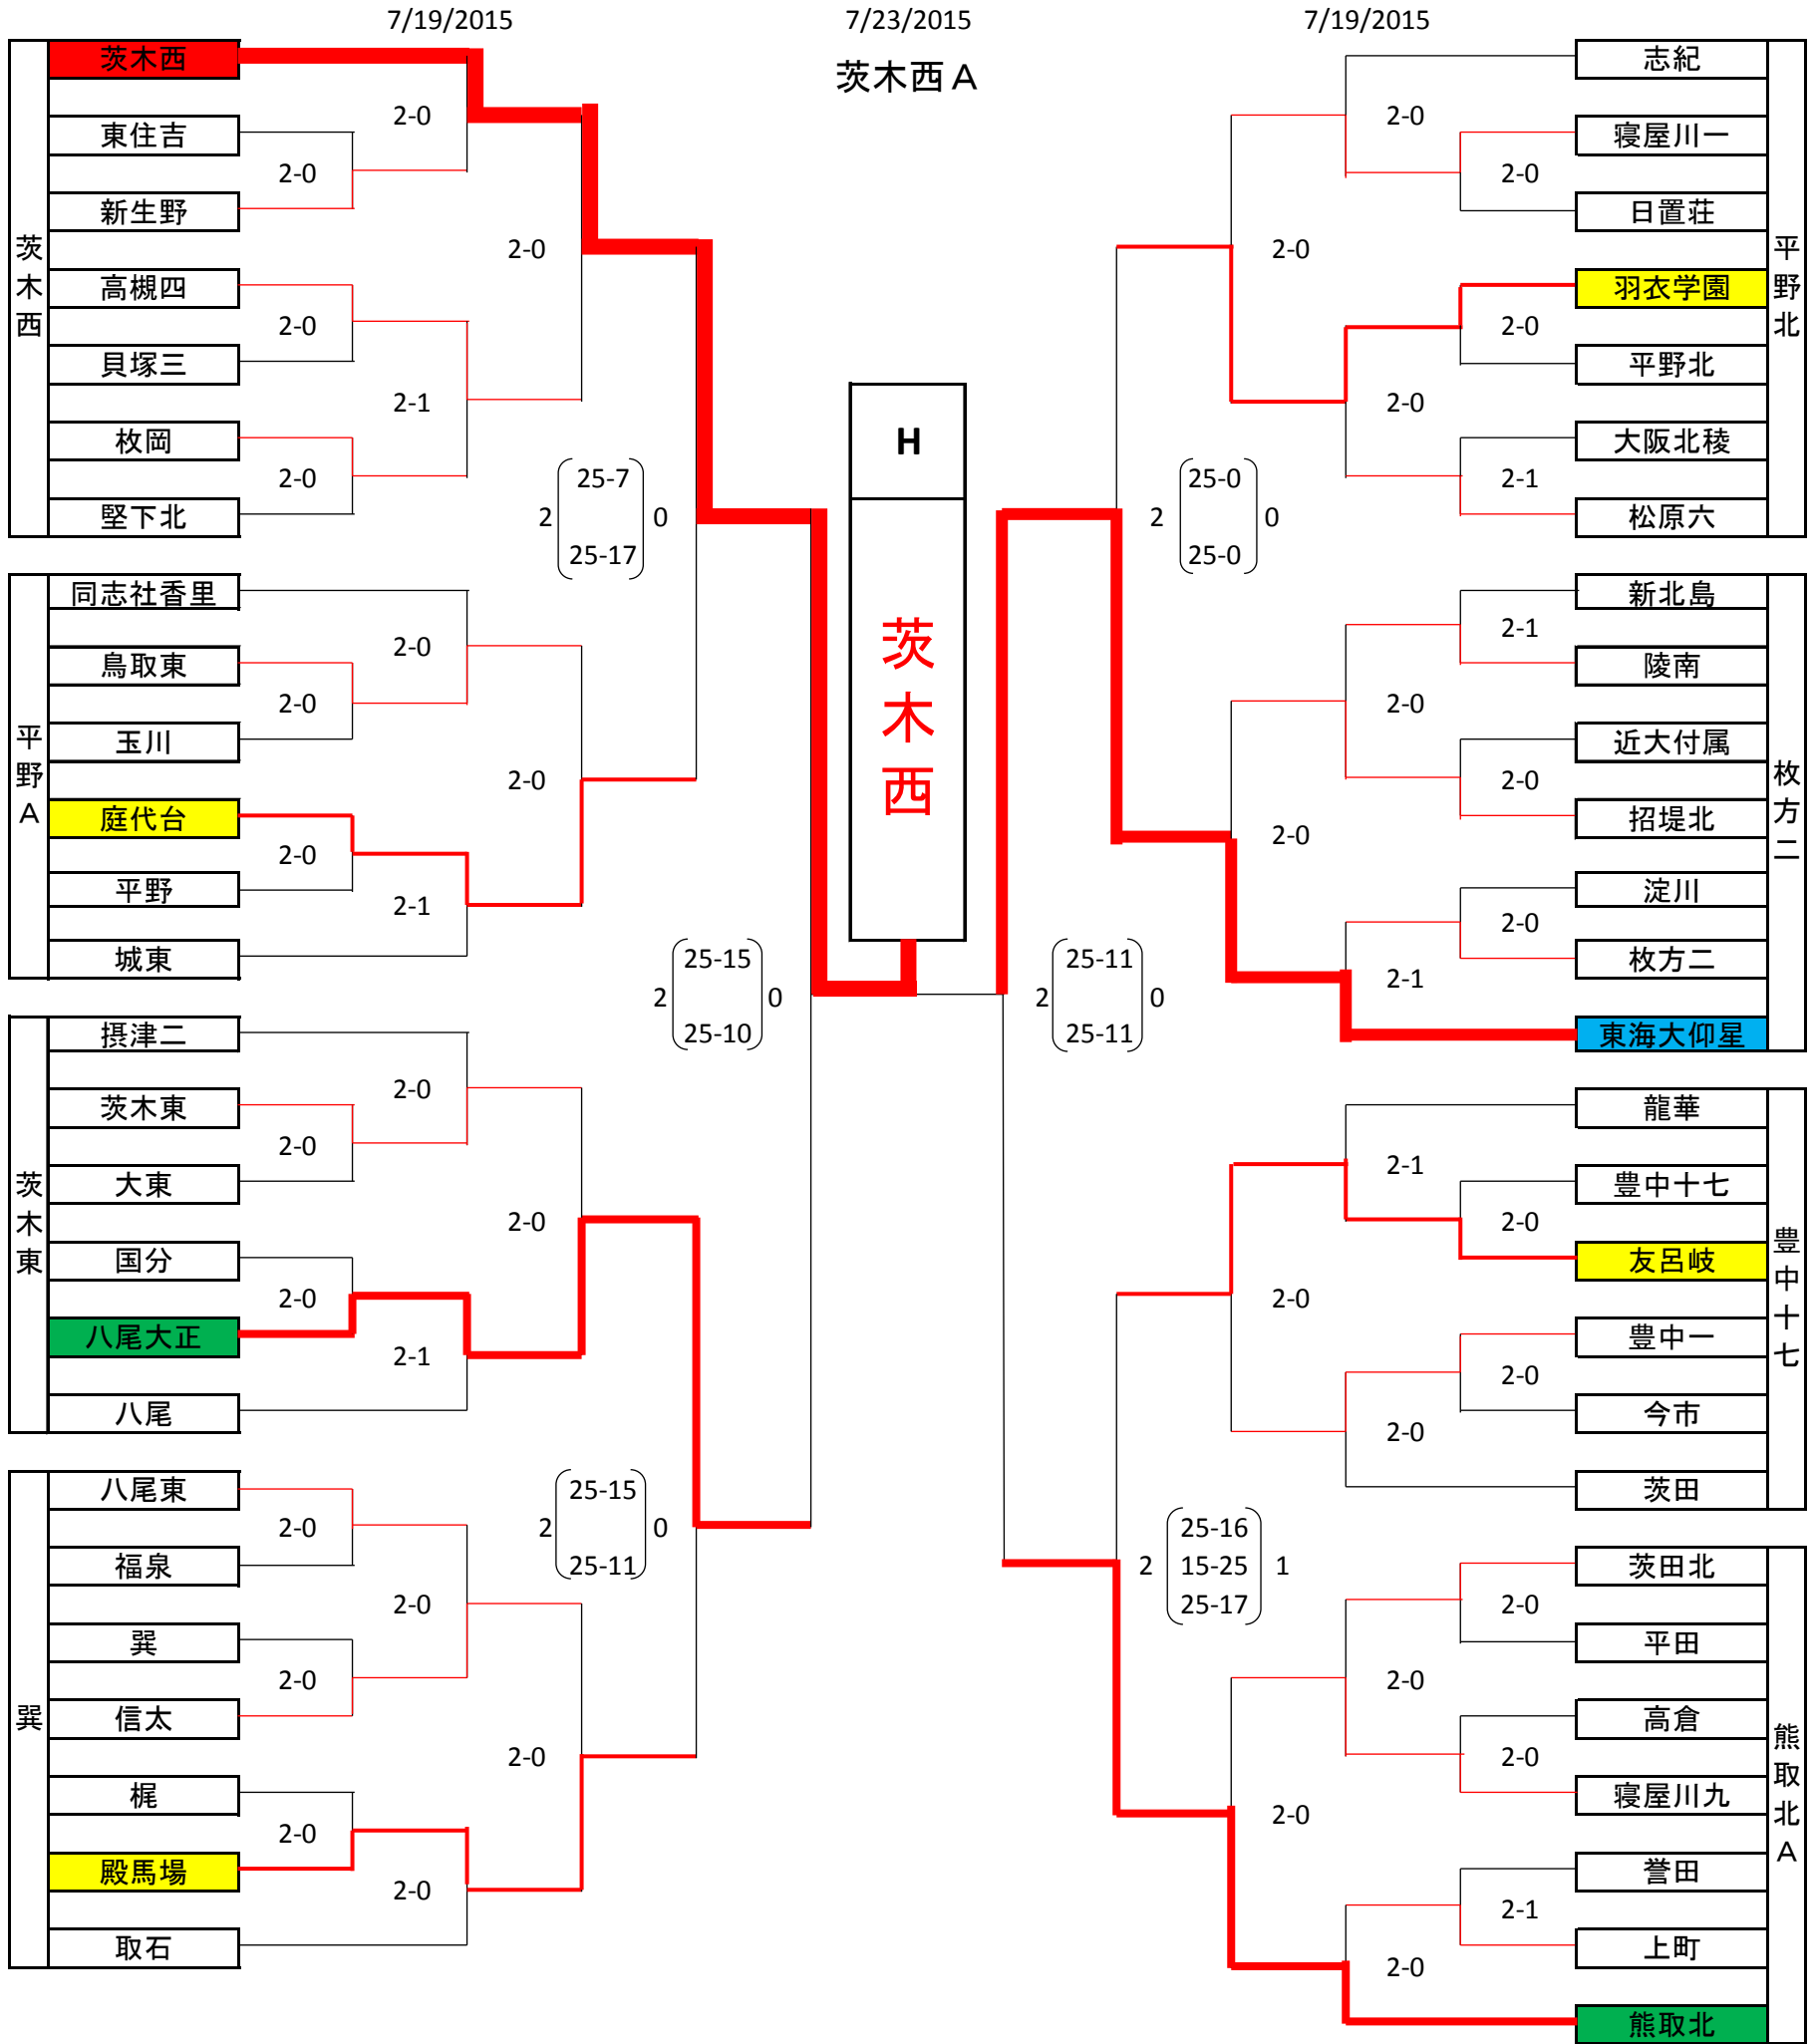 7/19/2015
7/23/2015
7/19/2015
茨木西A
茨木西
茨木西
東住吉
新生野
高槻四
貝塚三
枚岡
堅下北
2-0
2-0
2-0
2-0
2-1
2-0
2-0
25-7
2 0
25-17
平野A
同志社香里
鳥取東
玉川
庭代台
平野
城東
2-0
2-0
2-0
2-0
2-1
25-15
2 0
25-10
茨木東
摂津二
茨木東
大東
国分
八尾大正
八尾
2-0
2-0
2-0
2-0
2-1
25-15
2 0
25-11
巽
八尾東
福泉
巽
信太
梶
殿馬場
取石
2-0
2-0
2-0
2-0
2-0
2-0
H
茨木西
平野北
志紀
寝屋川一
日置荘
羽衣学園
平野北
大阪北稜
松原六
2-0
2-0
2-0
2-0
2-0
2-1
25-0
2 0
25-0
枚方二
新北島
陵南
近大付属
招堤北
淀川
枚方二
東海大仰星
2-1
2-0
2-0
2-0
2-0
2-1
25-11
2 0
25-11
豊中十七
龍華
豊中十七
友呂岐
豊中一
今市
茨田
2-1
2-0
2-0
2-0
2-0
25-16
2 15-25 1
25-17
熊取北A
茨田北
平田
高倉
寝屋川九
誉田
上町
熊取北
2-0
2-0
2-0
2-0
2-1
2-0